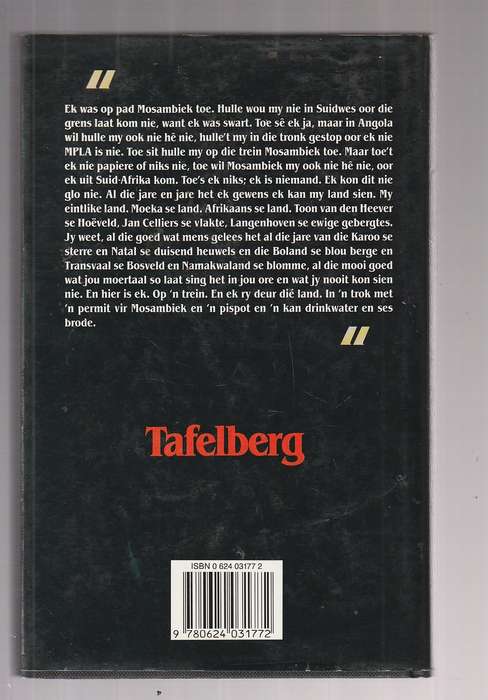 "
Ek was op pad Mosambiek toe. Hulle wou my nie in Suidwes oor die
grens laat kom nie, want ek was swart. Toe sê ek ja, maar in Angola
wil hulle my ook nie hê nie, hulle't my in die tronk gestop oor ek nie
MPLA is nie. Toe sit hulle my op die trein Mosambiek toe. Maar toe't
ek nie papiere of niks nie, toe wil Mosambiek my ook nie hê nie, oor
ek uit Suid-Afrika kom. Toe's ek niks; ek is niemand. Ek kon dit nie
glo nie. Al die jare en jare het ek gewens ek kan my land sien. My
eintlike land. Moeka se land. Afrikaans se land. Toon van den Heever
se Hoëveld, Jan Celliers se vlakte, Langenhoven se ewige gebergtes.
Jy weet, al die goed wat mens gelees het al die jare van die Karoo se
sterre en Natal se duisend heuwels en die Boland se blou berge en
Transvaal se Bosveld en Namakwaland se blomme, al die mooi goed
wat jou moertaal so laat sing het in jou ore en wat jy nooit kon sien
nie. En hier is ek. Op 'n trein. En ek ry deur dié land. In 'n trok met
'n permit vir Mosambiek en 'n pispot en 'n kan drinkwater en ses
brode.
"
Tafelberg
ISBN 0 624 03177 2
9 780624 031772